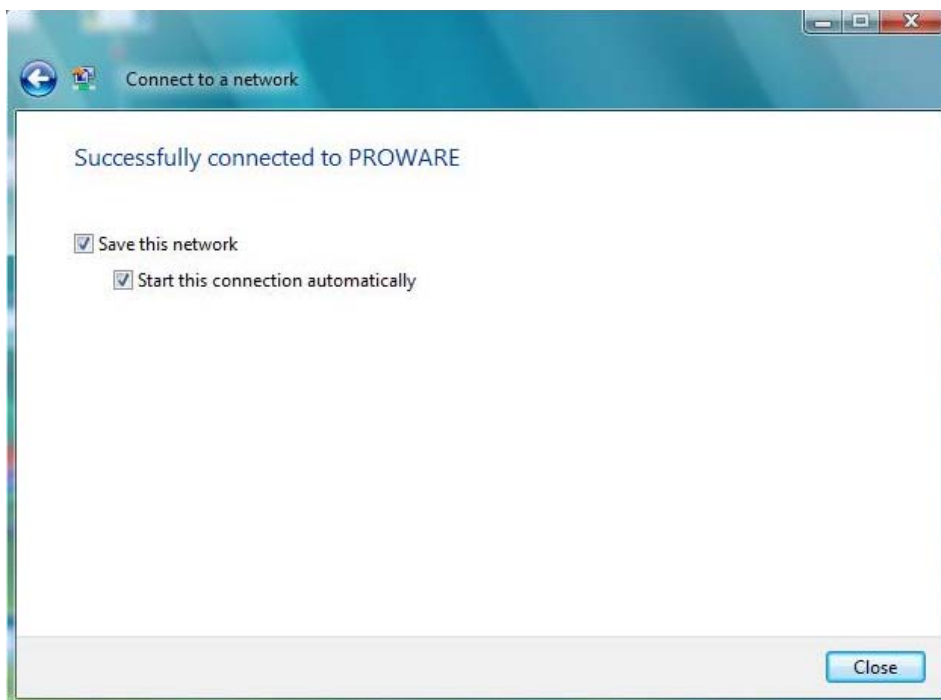 Connect to a network
Successfully connected to PROWARE
Save this network
Start this connection automatically
Close